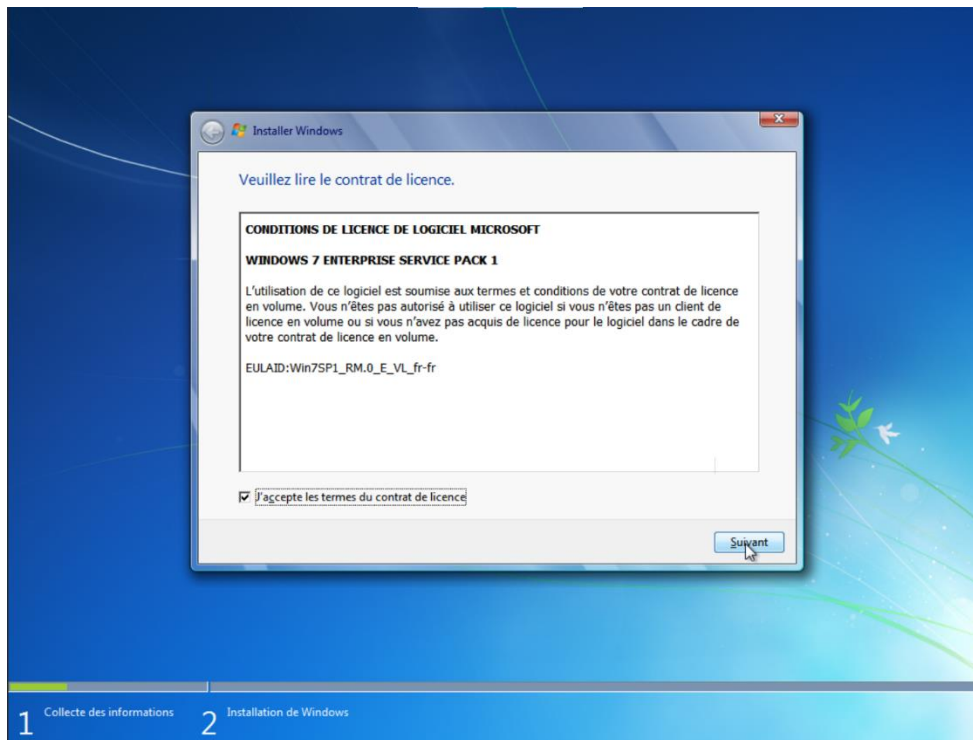 Installer Windows
Veuillez lire le contrat de licence.
CONDITIONS DE LICENCE DE LOGICIEL MICROSOFT
WINDOWS 7 ENTERPRISE SERVICE PACK 1
L'utilisation de ce logiciel est soumise aux termes et conditions de votre contrat de licence
en volume. Vous n'êtes pas autorisé à utiliser ce logiciel si vous n'êtes pas un client de
licence en volume ou si vous n'avez pas acquis de licence pour le logiciel dans le cadre de
votre contrat de licence en volume.
EULAID:Win7SP1_RM.0_E_VL_fr-fr
J'accepte les termes du contrat de licence
Suivant
1 Collecte des informations 2 Installation de Windows